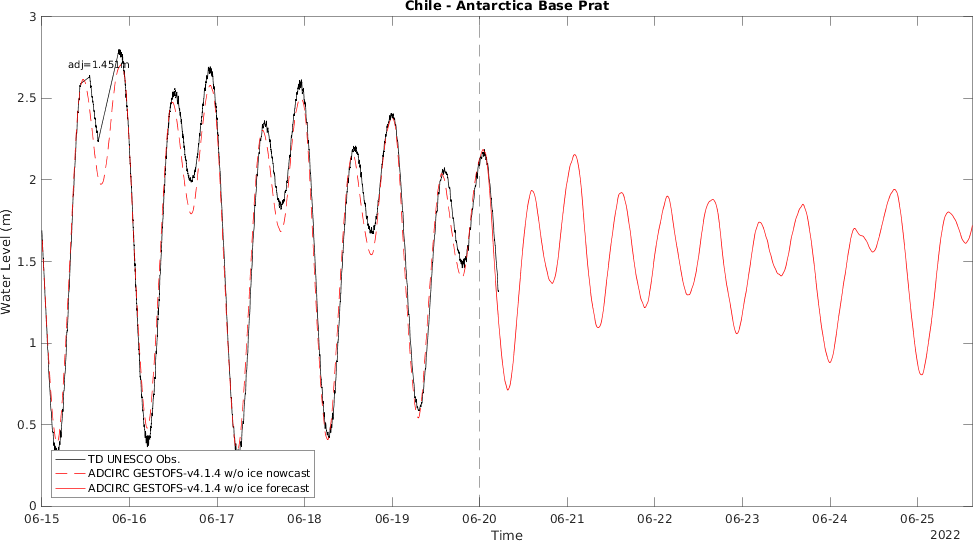 Chile - Antarctica Base Prat
adj=1.451m
Water Level (m)
3
2.5
2
1.5
1
0.5
0
TD UNESCO Obs.
ADCIRC GESTOFS-v4.1.4 w/o ice nowcast
ADCIRC GESTOFS-v4.1.4 w/o ice forecast
06-15 06-16 06-17 06-18 06-19 06-20 06-21 06-22 06-23 06-24 06-25
Time
2022